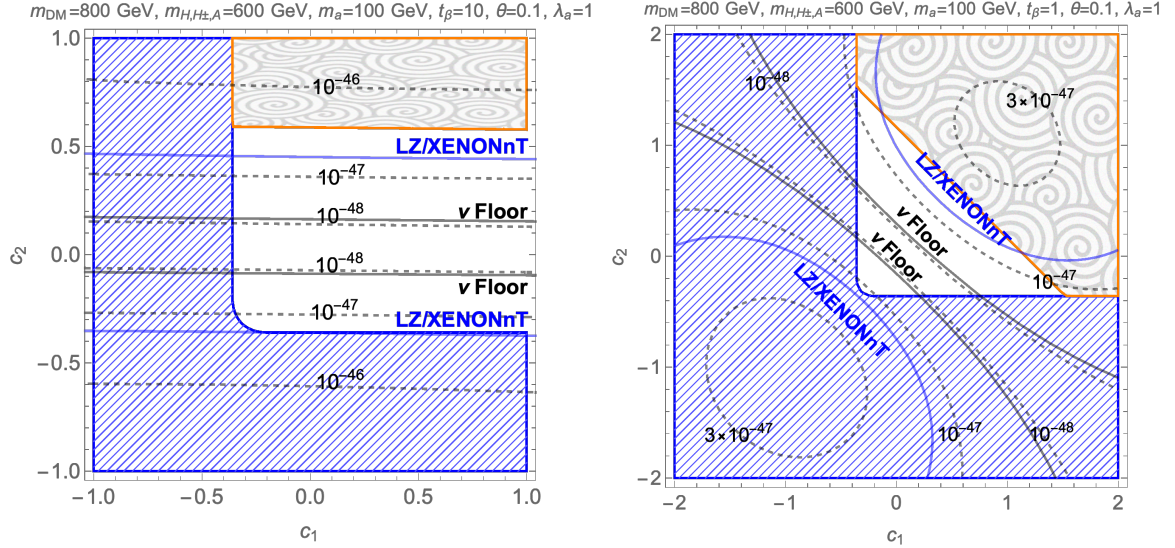 m_DM=800 GeV, m_H,H±,A=600 GeV, m_a=100 GeV, t_β=10, θ=0.1, λ_a=1
1.0
0.5
0.0
−0.5
−1.0
c₂
10⁻⁴⁶
LZ/XENONnT
10⁻⁴⁷
ν Floor
10⁻⁴⁸
10⁻⁴⁸
ν Floor
10⁻⁴⁷
LZ/XENONnT
10⁻⁴⁶
−1.0 −0.5 0.0 0.5 1.0
c₁
m_DM=800 GeV, m_H,H±,A=600 GeV, m_a=100 GeV, t_β=1, θ=0.1, λ_a=1
2
1
0
−1
−2
c₂
10⁻⁴⁸
3×10⁻⁴⁷
LZ/XENONnT
ν Floor
ν Floor
10⁻⁴⁷
LZ/XENONnT
3×10⁻⁴⁷
10⁻⁴⁷
10⁻⁴⁸
−2 −1 0 1 2
c₁